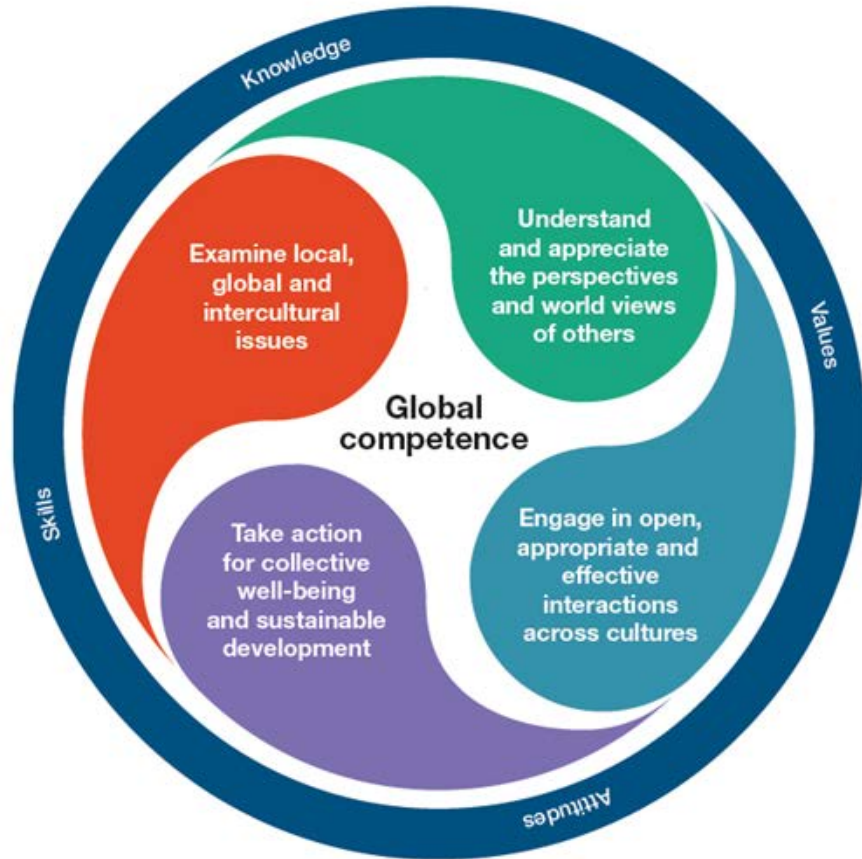 Knowledge
Examine local,
global and
intercultural
issues
Understand
and appreciate
the perspectives
and world views
of others
Values
Global
competence
Skills
Take action
for collective
well-being
and sustainable
development
Engage in open,
appropriate and
effective
interactions
across cultures
Attitudes